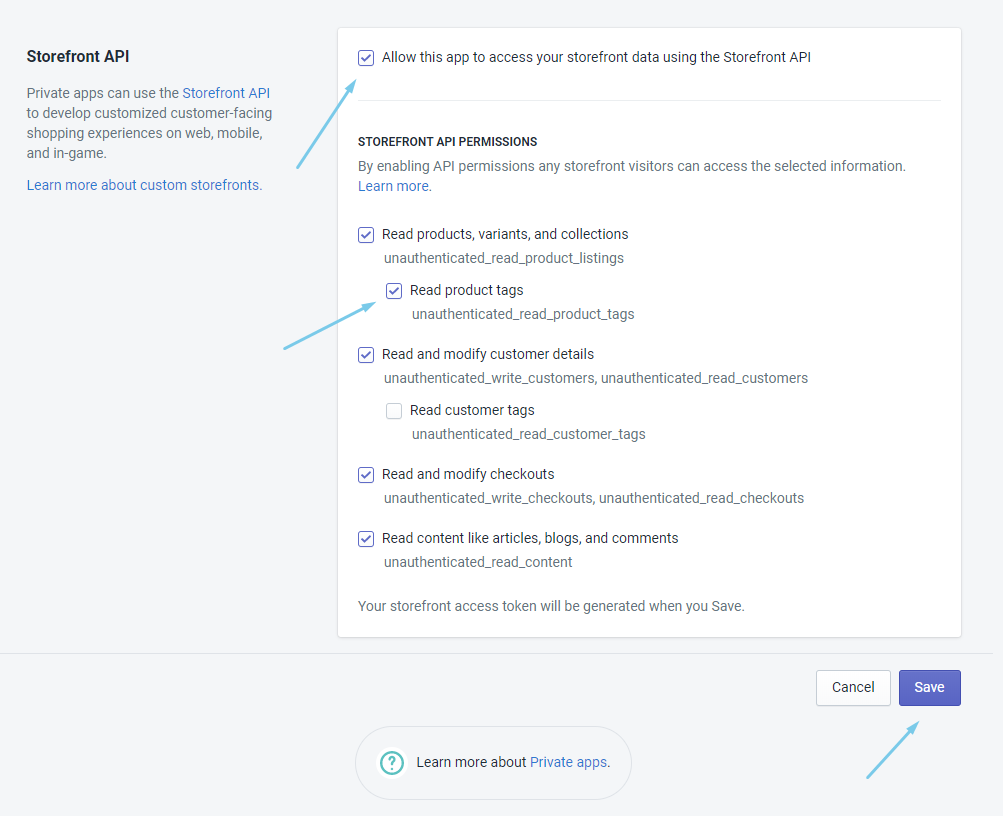 Storefront API
Private apps can use the Storefront API
to develop customized customer-facing
shopping experiences on web, mobile,
and in-game.
Learn more about custom storefronts.
Allow this app to access your storefront data using the Storefront API
STOREFRONT API PERMISSIONS
By enabling API permissions any storefront visitors can access the selected information.
Learn more.
Read products, variants, and collections
unauthenticated_read_product_listings
Read product tags
unauthenticated_read_product_tags
Read and modify customer details
unauthenticated_write_customers, unauthenticated_read_customers
Read customer tags
unauthenticated_read_customer_tags
Read and modify checkouts
unauthenticated_write_checkouts, unauthenticated_read_checkouts
Read content like articles, blogs, and comments
unauthenticated_read_content
Your storefront access token will be generated when you Save.
Cancel
Save
? Learn more about Private apps.